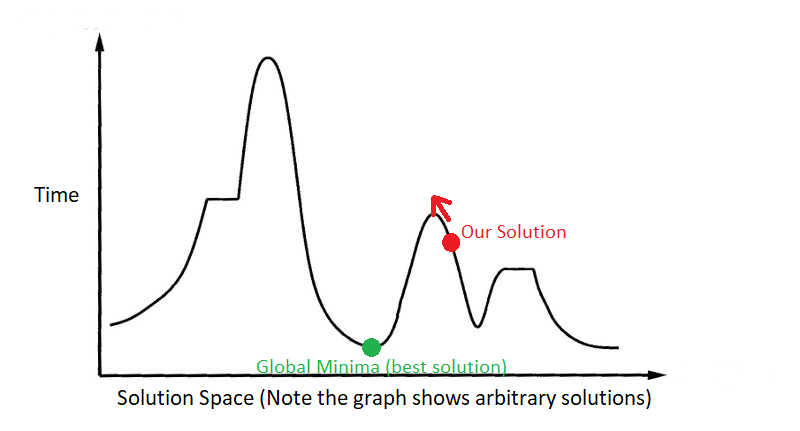 Time
Our Solution
Global Minima (best solution)
Solution Space (Note the graph shows arbitrary solutions)